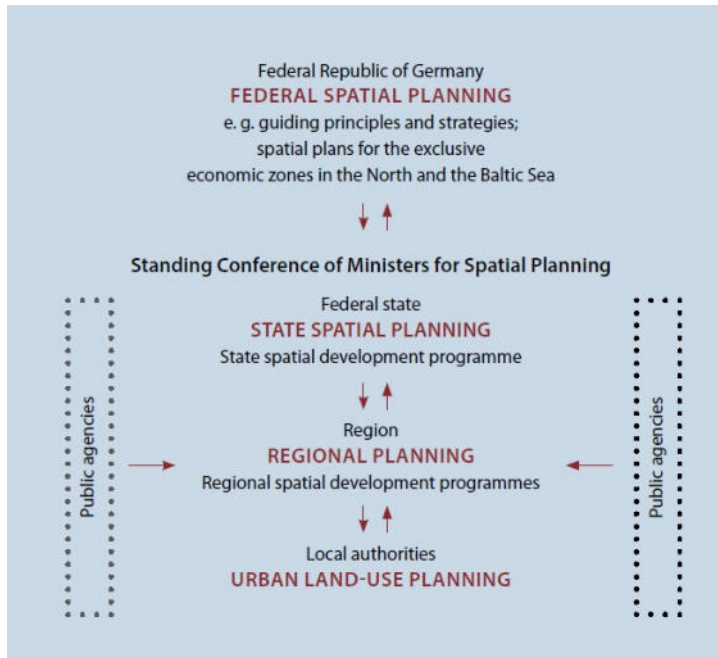 Federal Republic of Germany
FEDERAL SPATIAL PLANNING
e. g. guiding principles and strategies;
spatial plans for the exclusive
economic zones in the North and the Baltic Sea
Standing Conference of Ministers for Spatial Planning
Federal state
STATE SPATIAL PLANNING
State spatial development programme
Public agencies
Region
REGIONAL PLANNING
Regional spatial development programmes
Public agencies
Local authorities
URBAN LAND-USE PLANNING